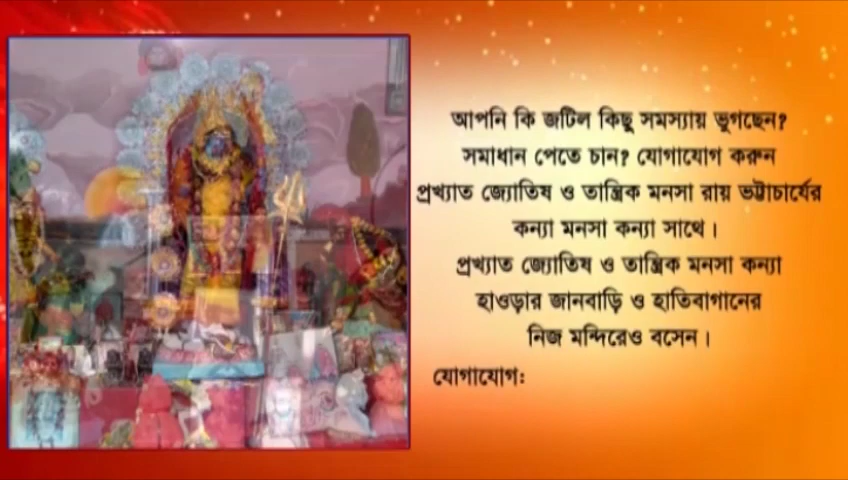 আপনি কি জটিল কিছু সমস্যায় ভুগছেন?
সমাধান পেতে চান? যোগাযোগ করুন
প্রখ্যাত জ্যোতিষ ও তান্ত্রিক মনসা রায় ভট্টাচার্যের
কন্যা মনসা কন্যা সাথে।
প্রখ্যাত জ্যোতিষ ও তান্ত্রিক মনসা কন্যা
হাওড়ার জানবাড়ি ও হাতিবাগানের
নিজ মন্দিরেও বসেন।
যোগাযোগঃ